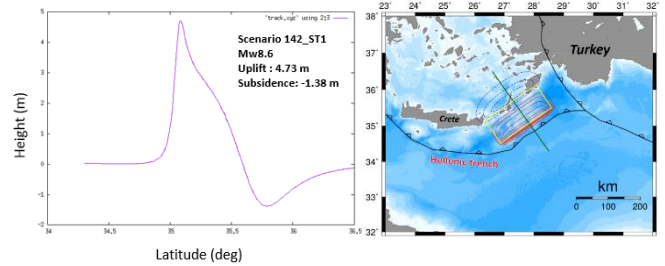 "track.xyz" using 2:3
Scenario 142_ST1
Mw8.6
Uplift : 4.73 m
Subsidence: -1.38 m
Height (m)
5
4
3
2
1
0
-1
-2
34
34.5
35
35.5
36
36.5
Latitude (deg)
23˚ 24˚ 25˚ 26˚ 27˚ 28˚ 29˚ 30˚ 31˚ 32˚
38˚
37˚
36˚
35˚
34˚
33˚
32˚
Turkey
Crete
Hellenic trench
km
0 100 200